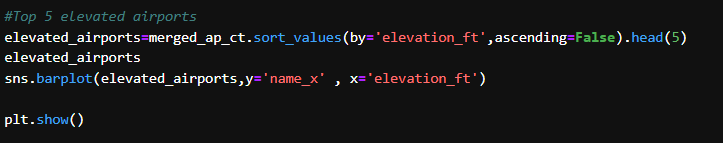 #Top 5 elevated airports
elevated_airports=merged_ap_ct.sort_values(by='elevation_ft',ascending=False).head(5)
elevated_airports
sns.barplot(elevated_airports,y='name_x' , x='elevation_ft')
plt.show()